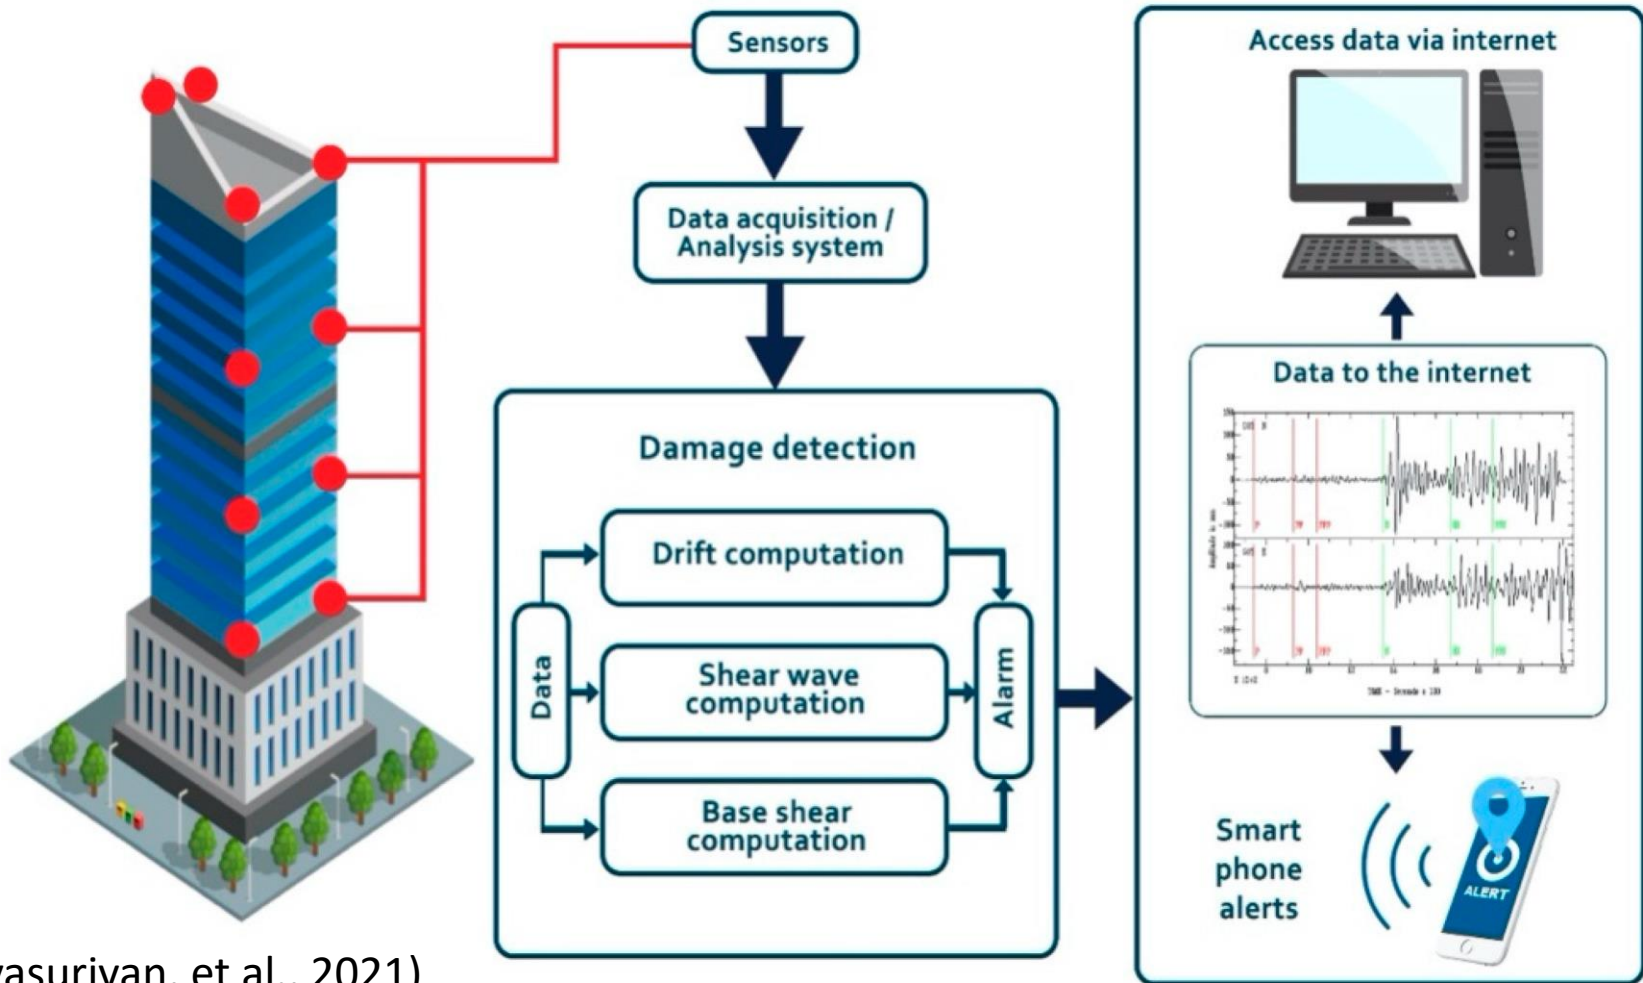 Sensors
Data acquisition /
Analysis system
Damage detection
Data
Drift computation
Shear wave
computation
Base shear
computation
Alarm
Access data via internet
Data to the internet
Smart
phone
alerts
ALERT
et al., 2021)